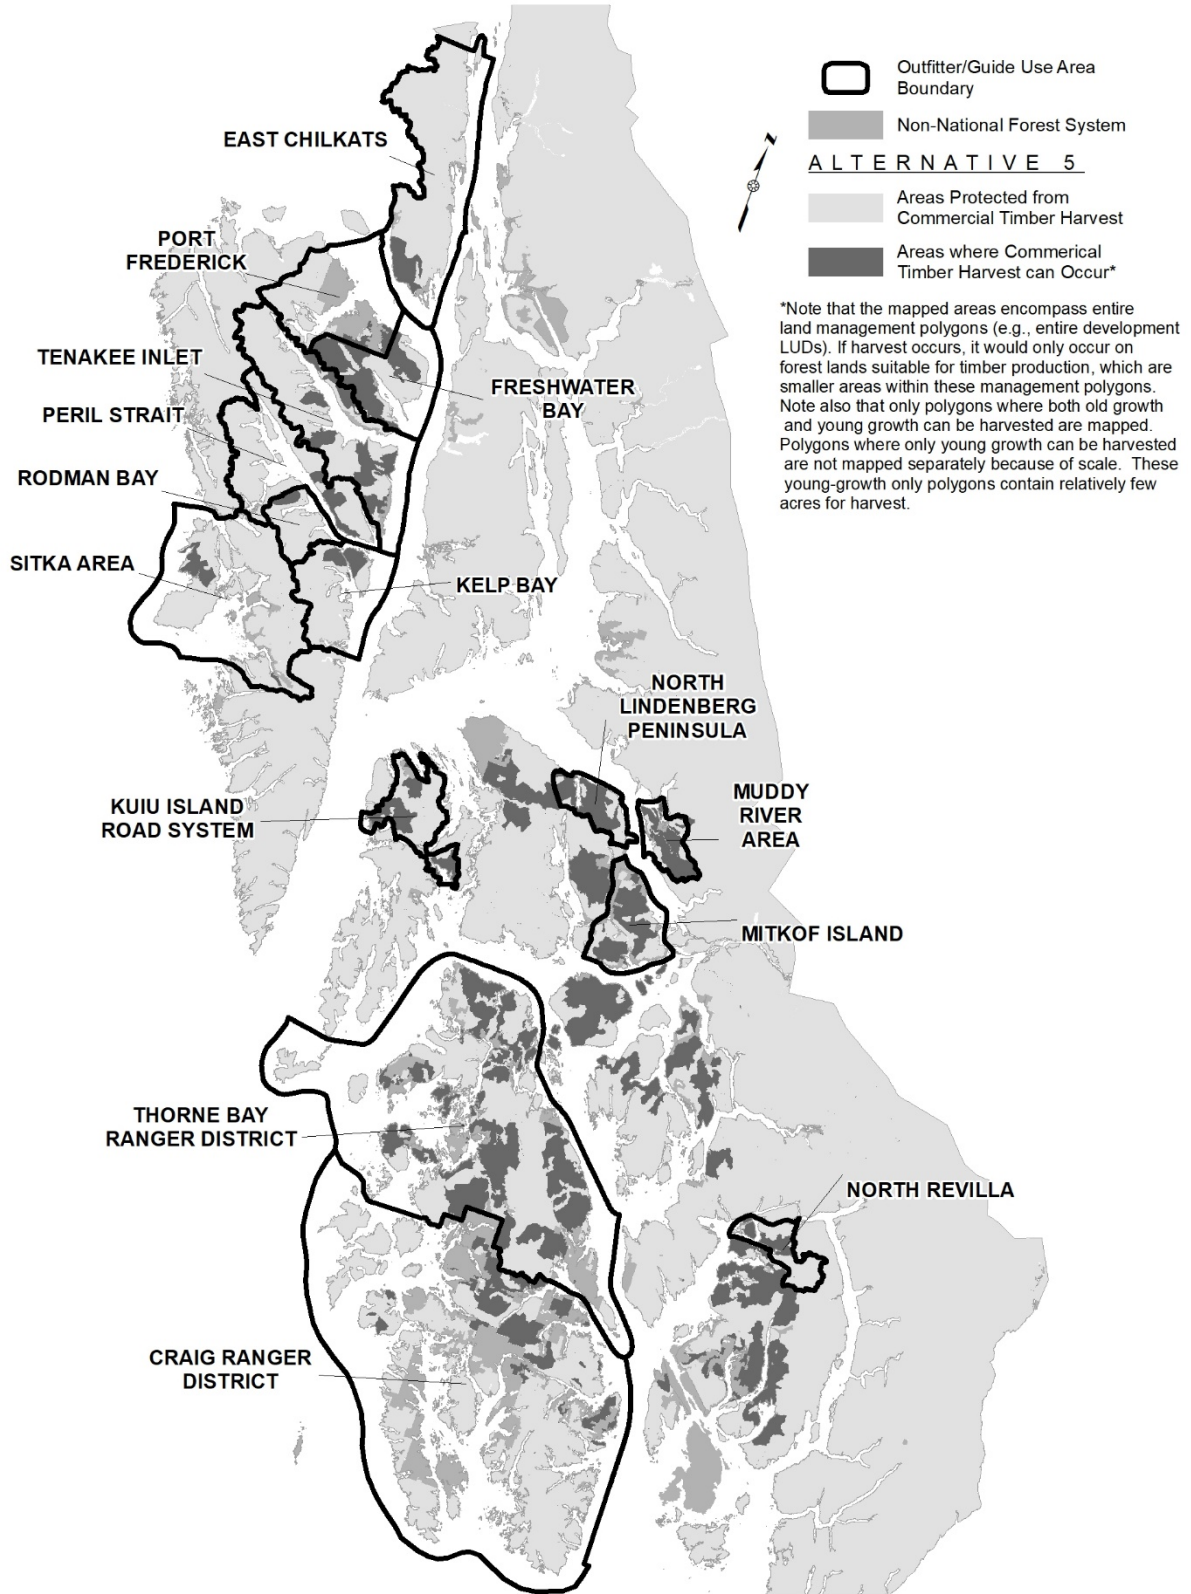 Outfitter/Guide Use Area
Boundary
Non-National Forest System
ALTERNATIVE 5
Areas Protected from
Commercial Timber Harvest
Areas where Commerical
Timber Harvest can Occur*
*Note that the mapped areas encompass entire
land management polygons (e.g., entire development
LUDs). If harvest occurs, it would only occur on
forest lands suitable for timber production, which are
smaller areas within these management polygons.
Note also that only polygons where both old growth
and young growth can be harvested are mapped.
Polygons where only young growth can be harvested
are not mapped separately because of scale. These
young-growth only polygons contain relatively few
acres for harvest.
Z
EAST CHILKATS
PORT
FREDERICK
TENAKEE INLET
FRESHWATER
BAY
PERIL STRAIT
RODMAN BAY
SITKA AREA
KELP BAY
NORTH
LINDENBERG
PENINSULA
KUIU ISLAND
ROAD SYSTEM
MUDDY
RIVER
AREA
MITKOF ISLAND
THORNE BAY
RANGER DISTRICT
NORTH REVILLA
CRAIG RANGER
DISTRICT